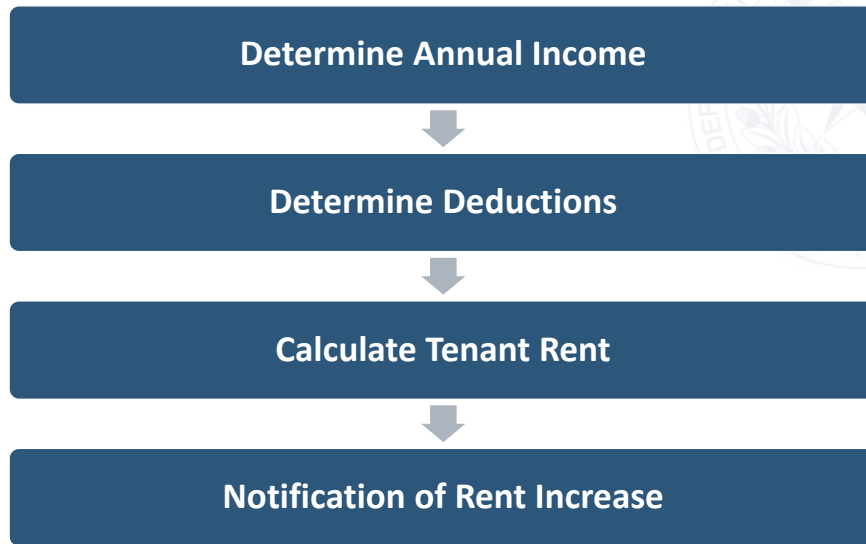 Determine Annual Income
Determine Deductions
Calculate Tenant Rent
Notification of Rent Increase